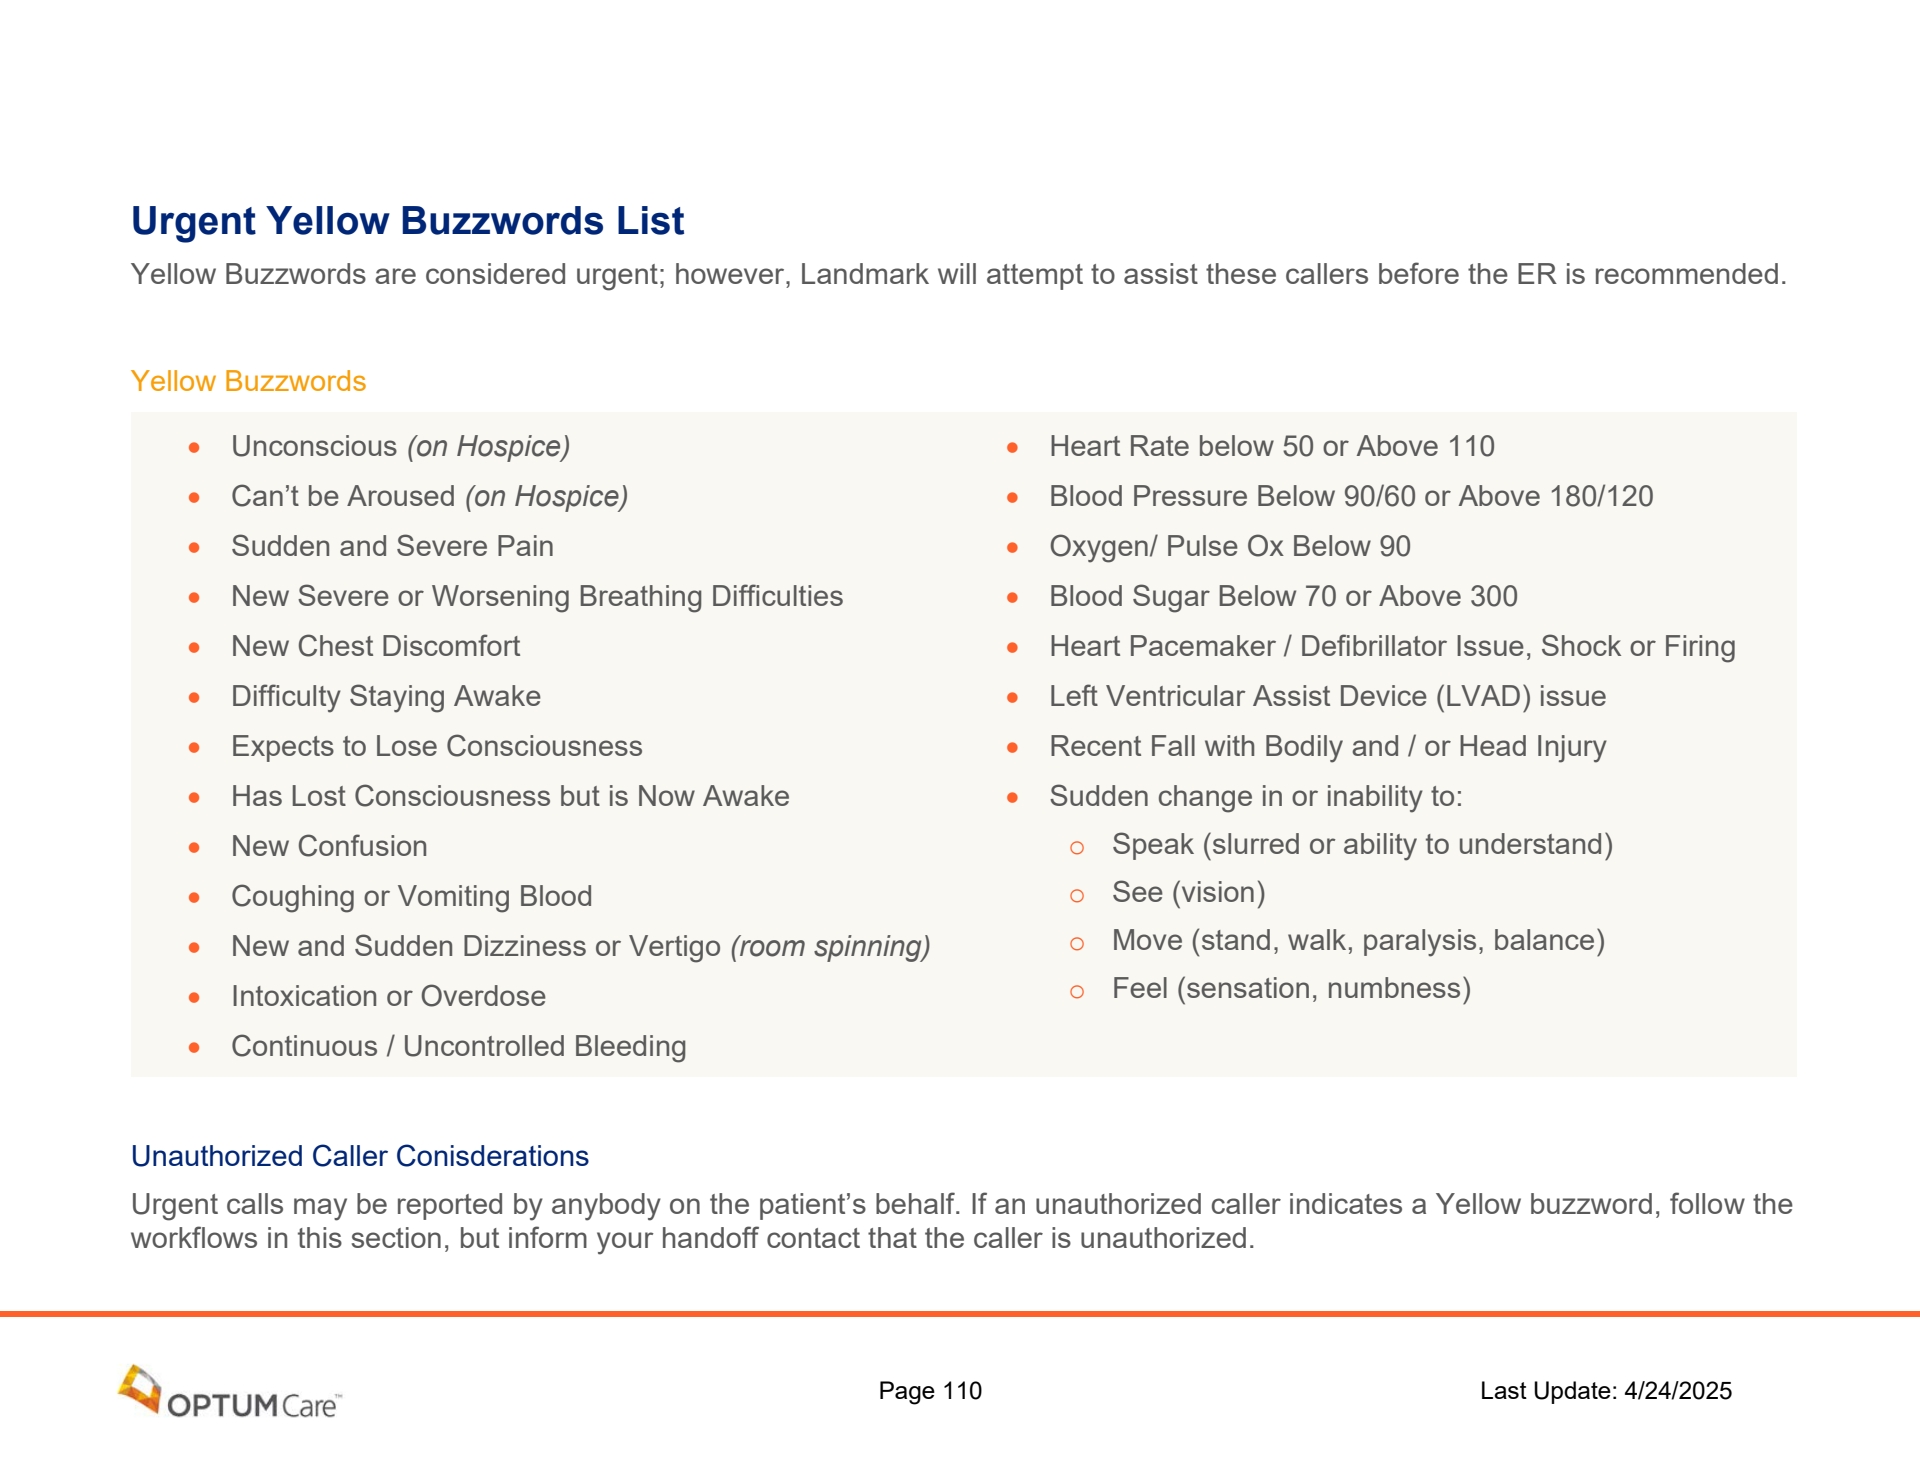 Urgent Yellow Buzzwords List
Yellow Buzzwords are considered urgent; however, Landmark will attempt to assist these callers before the ER is recommended.
Yellow Buzzwords
• Unconscious (on Hospice)
• Can’t be Aroused (on Hospice)
• Sudden and Severe Pain
• New Severe or Worsening Breathing Difficulties
• New Chest Discomfort
• Difficulty Staying Awake
• Expects to Lose Consciousness
• Has Lost Consciousness but is Now Awake
• New Confusion
• Coughing or Vomiting Blood
• New and Sudden Dizziness or Vertigo (room spinning)
• Intoxication or Overdose
• Continuous / Uncontrolled Bleeding
• Heart Rate below 50 or Above 110
• Blood Pressure Below 90/60 or Above 180/120
• Oxygen/ Pulse Ox Below 90
• Blood Sugar Below 70 or Above 300
• Heart Pacemaker / Defibrillator Issue, Shock or Firing
• Left Ventricular Assist Device (LVAD) issue
• Recent Fall with Bodily and / or Head Injury
• Sudden change in or inability to:
o Speak (slurred or ability to understand)
o See (vision)
o Move (stand, walk, paralysis, balance)
o Feel (sensation, numbness)
Unauthorized Caller Conisderations
Urgent calls may be reported by anybody on the patient’s behalf. If an unauthorized caller indicates a Yellow buzzword, follow the
workflows in this section, but inform your handoff contact that the caller is unauthorized.
OPTUMCare™
Page 110
Last Update: 4/24/2025